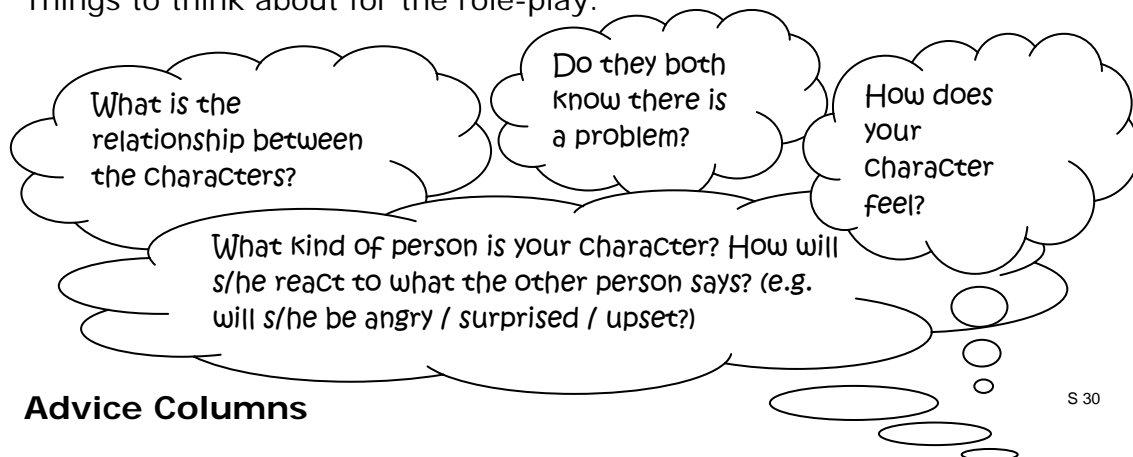 Things to think about for the role-play:
What is the
relationship between
the characters?
Do they both
know there is
a problem?
How does
your
character
feel?
What kind of person is your character? How will
s/he react to what the other person says? (e.g.
will s/he be angry / surprised / upset?)
Advice Columns
S 30